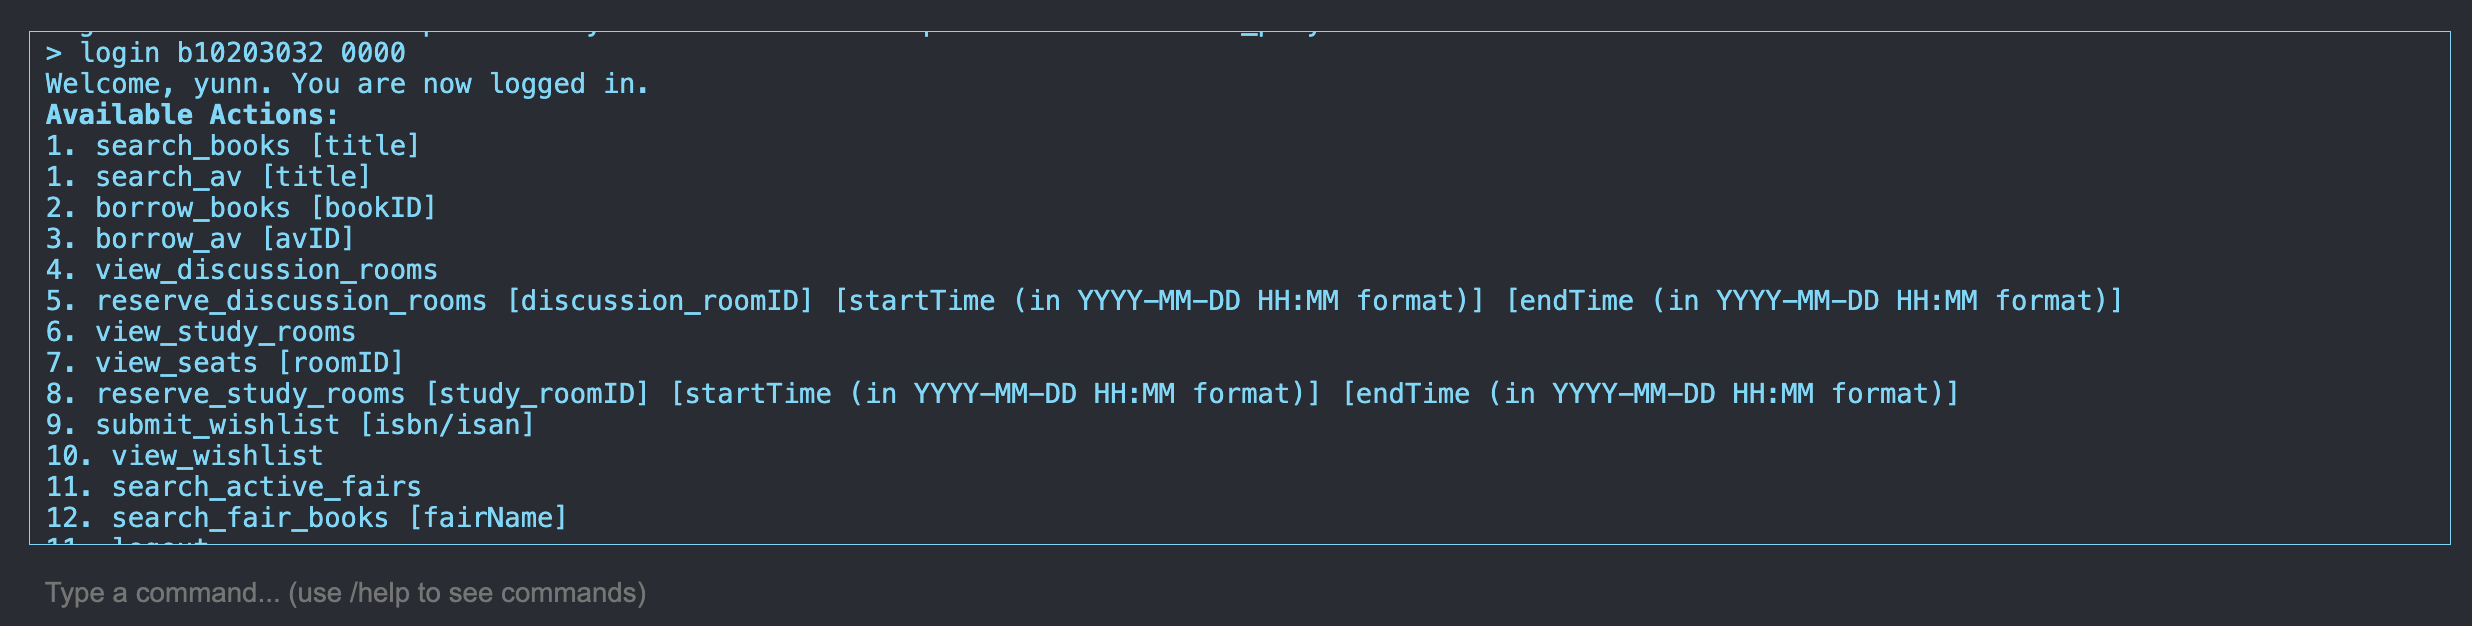 > login b10203032 0000
Welcome, yunn. You are now logged in.
Available Actions:
1. search_books [title]
1. search_av [title]
2. borrow_books [bookID]
3. borrow_av [avID]
4. view_discussion_rooms
5. reserve_discussion_rooms [discussion_roomID] [startTime (in YYYY-MM-DD HH:MM format)] [endTime (in YYYY-MM-DD HH:MM format)]
6. view_study_rooms
7. view_seats [roomID]
8. reserve_study_rooms [study_roomID] [startTime (in YYYY-MM-DD HH:MM format)] [endTime (in YYYY-MM-DD HH:MM format)]
9. submit_wishlist [isbn/isan]
10. view_wishlist
11. search_active_fairs
12. search_fair_books [fairName]
11. logout
Type a command... (use /help to see commands)